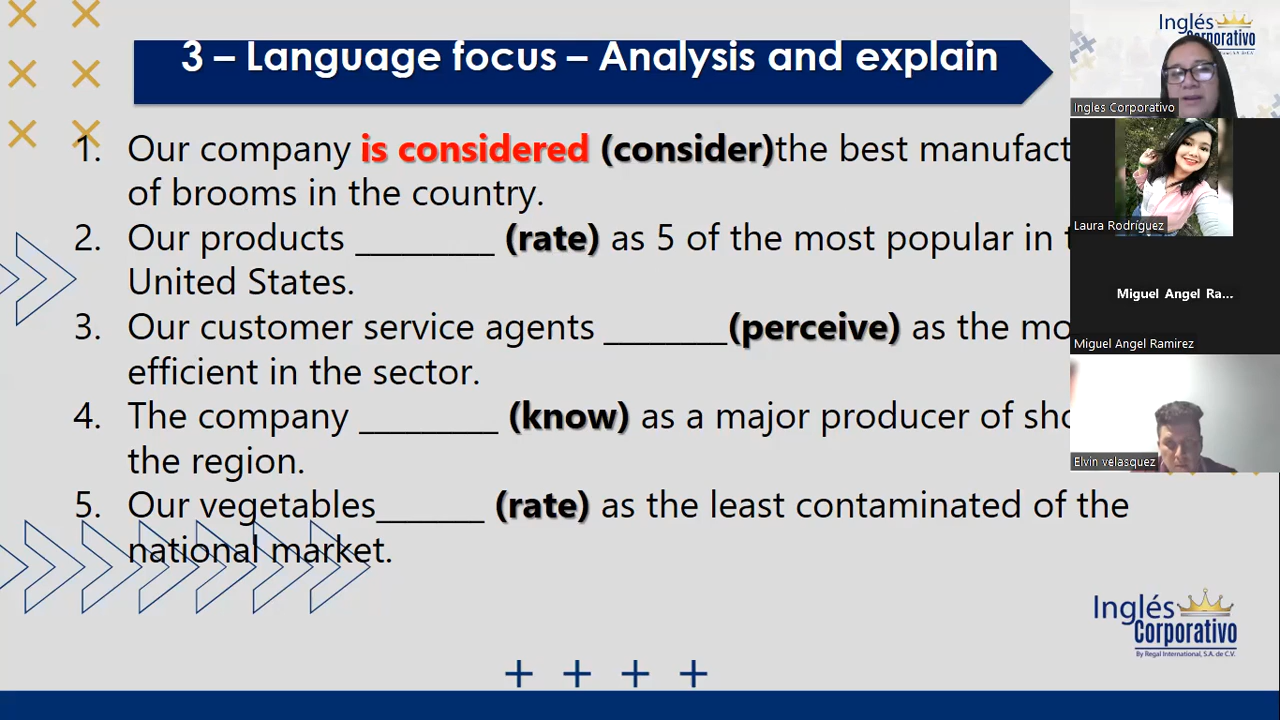 3 – Language focus – Analysis and explain
1. Our company is considered (consider)the best manufact
of brooms in the country.
2. Our products _________ (rate) as 5 of the most popular in t
United States.
3. Our customer service agents ________(perceive) as the mo
efficient in the sector.
4. The company _________ (know) as a major producer of sho
the region.
5. Our vegetables_______ (rate) as the least contaminated of the
national market.
Inglés
Corporativo
By Regal International, S.A. de C.V.
Inglés
Corporativo
Ingles Corporativo
Laura Rodríguez
Miguel Angel Ra...
Miguel Angel Ramirez
Elvin velasquez